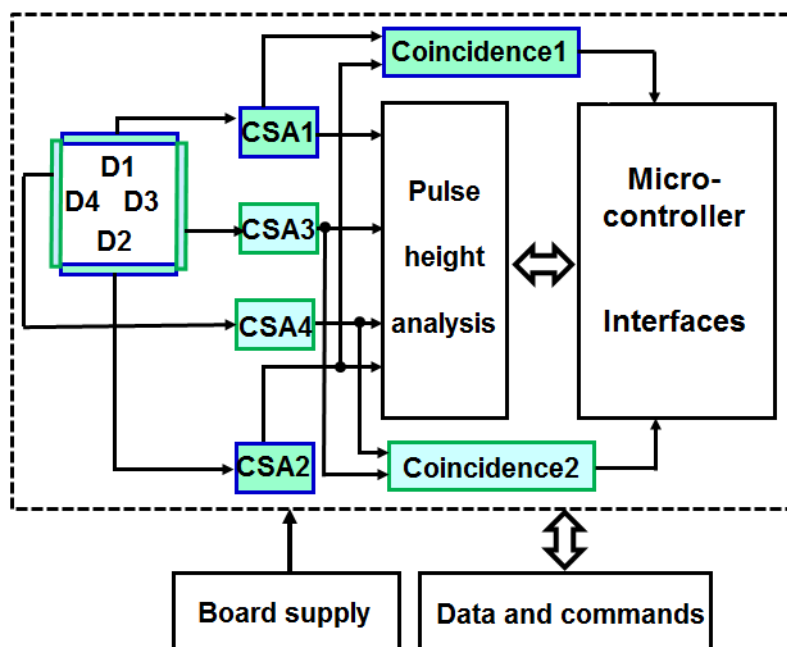 Coincidence1
CSA1
D1
D4 D3
D2
CSA3
CSA4
CSA2
Pulse
height
analysis
Micro-
controller
Interfaces
Coincidence2
Board supply
Data and commands